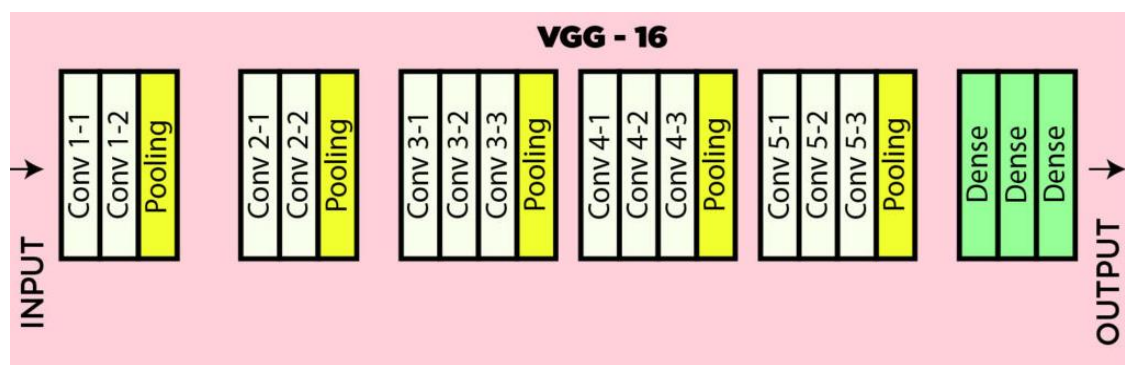 VGG - 16
INPUT
Conv 1-1
Conv 1-2
Pooling
Conv 2-1
Conv 2-2
Pooling
Conv 3-1
Conv 3-2
Conv 3-3
Pooling
Conv 4-1
Conv 4-2
Conv 4-3
Pooling
Conv 5-1
Conv 5-2
Conv 5-3
Pooling
Dense
Dense
Dense
OUTPUT